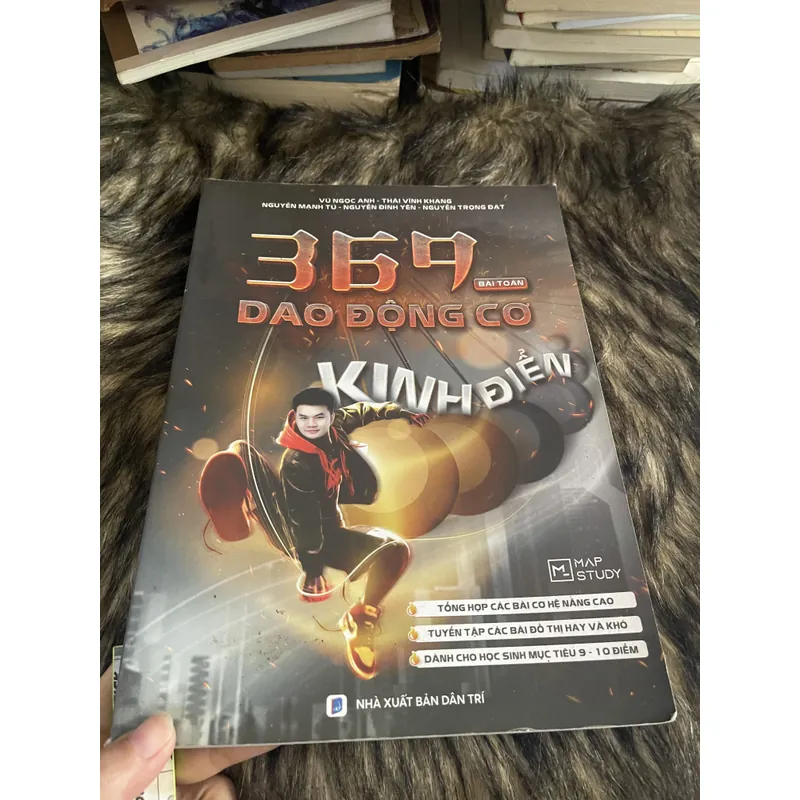 VŨ NGỌC ANH - THÁI VĨNH KHANG
NGUYỄN MẠNH TÚ - NGUYỄN ĐÌNH YÊN - NGUYỄN TRỌNG ĐẠT
369
BÀI TOÁN
DAO ĐỘNG CƠ
KINH ĐIỂN
MAP
STUDY
TỔNG HỢP CÁC BÀI CƠ HỆ NÂNG CAO
TUYỂN TẬP CÁC BÀI ĐỒ THỊ HAY VÀ KHÓ
DÀNH CHO HỌC SINH MỤC TIÊU 9 - 10 ĐIỂM
NHÀ XUẤT BẢN DÂN TRÍ